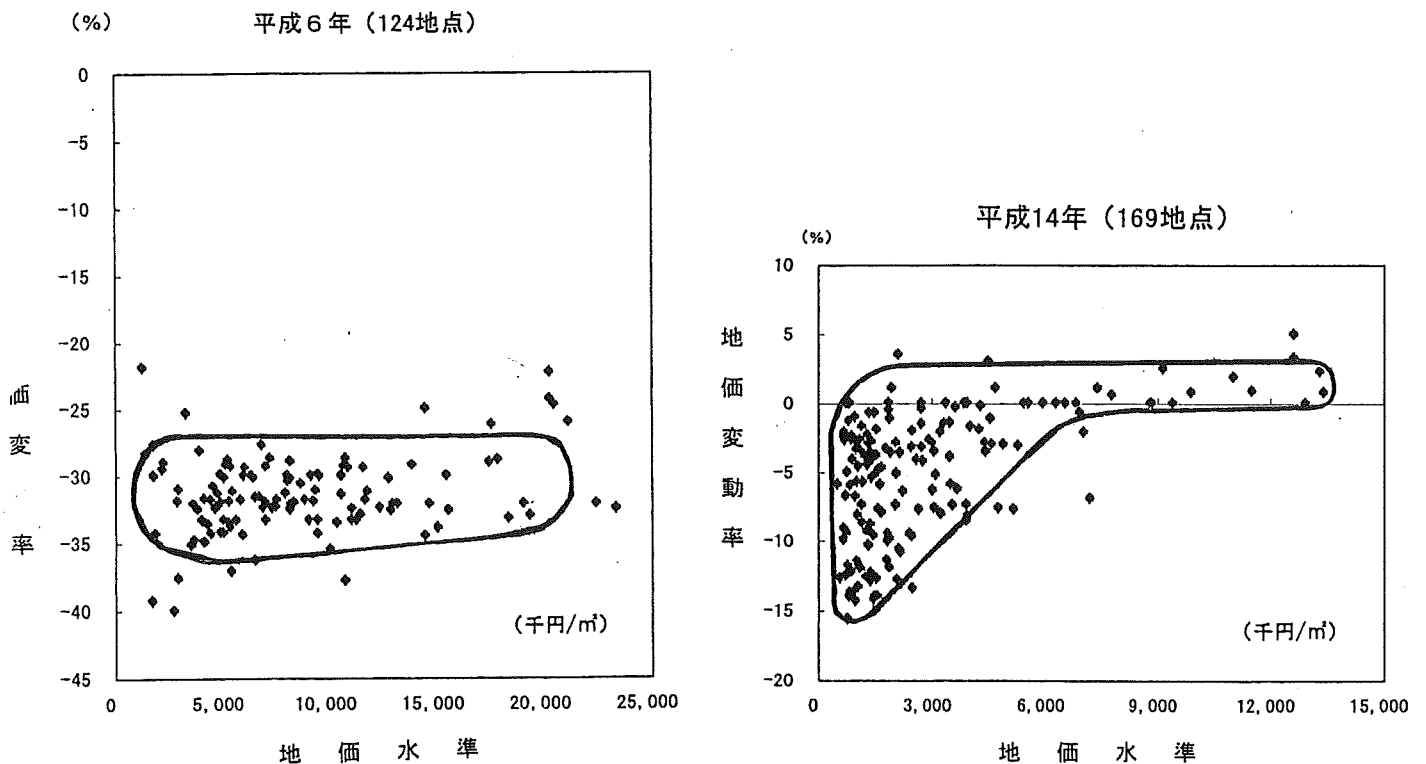 (%)
平成6年(124地点)
0
-5
-10
-15
-20
-25
-30
-35
-40
-45
価
変
率
(千円/㎡)
0
5,000
10,000
15,000
20,000
25,000
地価水準
平成14年(169地点)
(%)
10
5
0
-5
-10
-15
-20
地
価
変
動
率
(千円/㎡)
0
3,000
6,000
9,000
12,000
15,000
地価水準